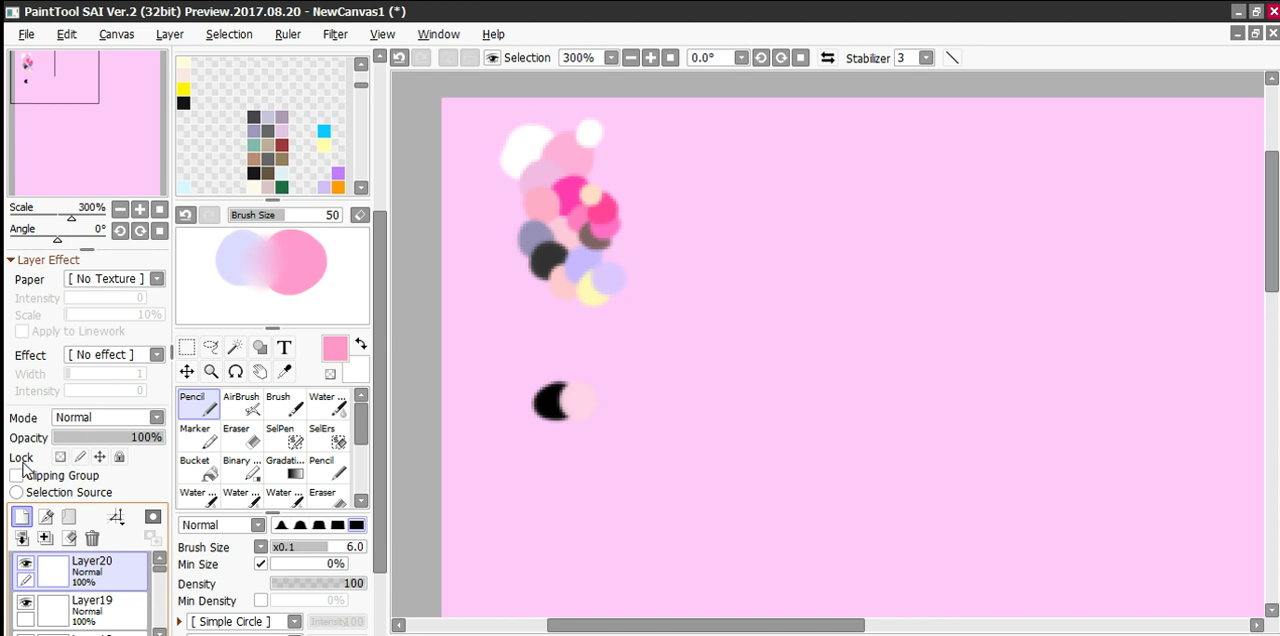 PaintTool SAI Ver.2 (32bit) Preview.2017.08.20 - NewCanvas1 (*)
File Edit Canvas Layer Selection Ruler Filter View Window Help
Selection 300% 0.0° Stabilizer 3
Scale 300%
Angle 0°
Layer Effect
Paper [ No Texture ]
Intensity 0
Scale 10%
Apply to Linework
Effect [ No effect ]
Width 1
Intensity 0
Mode Normal
Opacity 100%
Lock
Clipping Group
Selection Source
Layer20
Normal
100%
Layer19
Normal
100%
Brush Size 50
T
Pencil AirBrush Brush Water ...
Marker Eraser SelPen SelErs
Bucket Binary ... Gradati... Pencil
Water ... Water ... Water ... Eraser
Normal
Brush Size x0.1 6.0
Min Size 0%
Density 100
Min Density 0%
[ Simple Circle ] Intensity 100